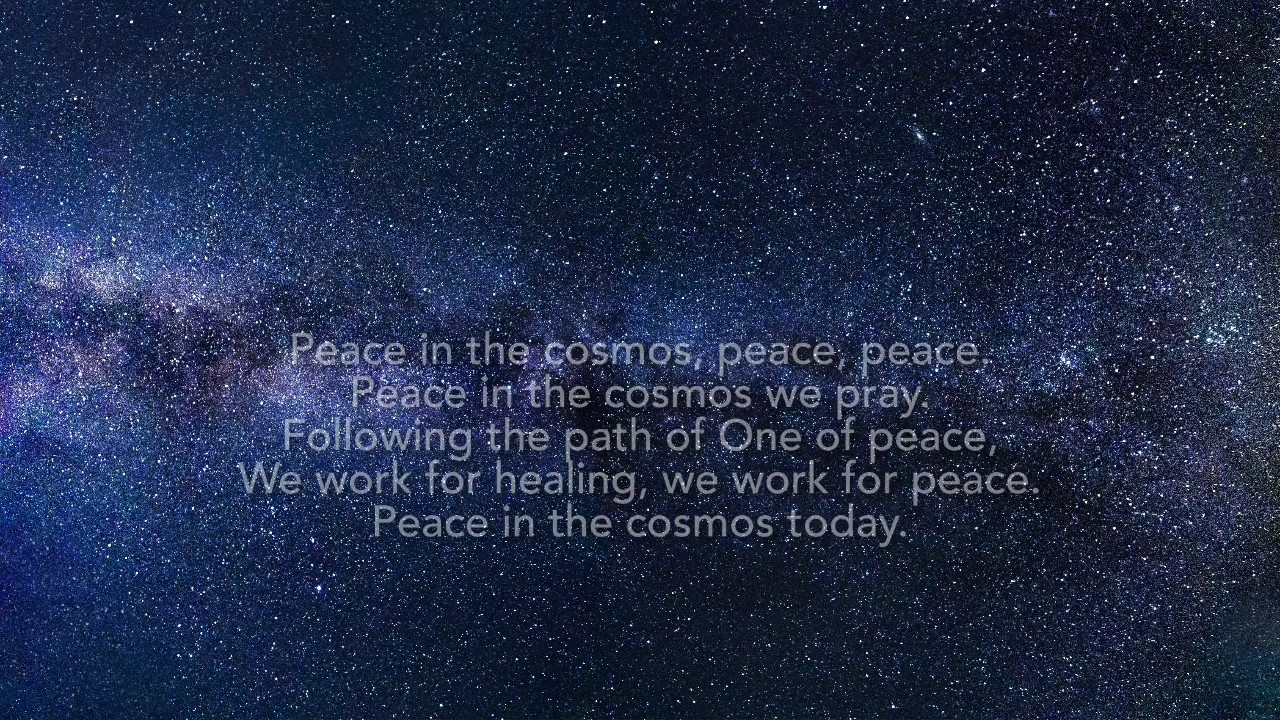 Peace in the cosmos, peace, peace.
Peace in the cosmos we pray.
Following the path of One of peace,
We work for healing, we work for peace.
Peace in the cosmos today.